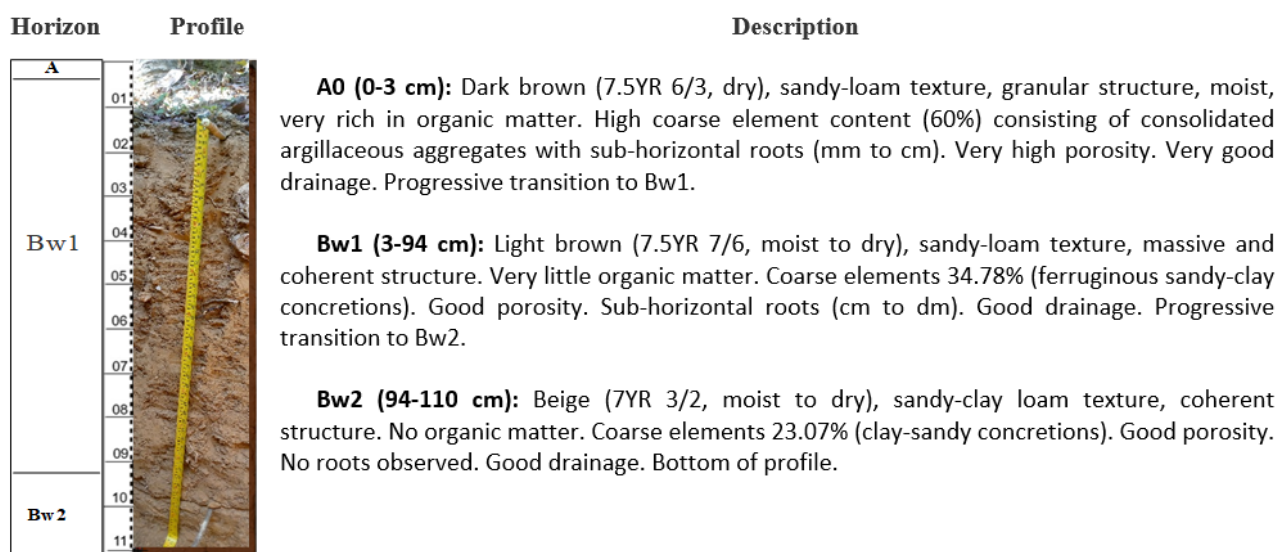 Horizon Profile Description
A
01
02
03
04
Bw1
05
06
07
08
09
10
Bw2
11
A0 (0-3 cm): Dark brown (7.5YR 6/3, dry), sandy-loam texture, granular structure, moist,
very rich in organic matter. High coarse element content (60%) consisting of consolidated
argillaceous aggregates with sub-horizontal roots (mm to cm). Very high porosity. Very good
drainage. Progressive transition to Bw1.
Bw1 (3-94 cm): Light brown (7.5YR 7/6, moist to dry), sandy-loam texture, massive and
coherent structure. Very little organic matter. Coarse elements 34.78% (ferruginous sandy-clay
concretions). Good porosity. Sub-horizontal roots (cm to dm). Good drainage. Progressive
transition to Bw2.
Bw2 (94-110 cm): Beige (7YR 3/2, moist to dry), sandy-clay loam texture, coherent
structure. No organic matter. Coarse elements 23.07% (clay-sandy concretions). Good porosity.
No roots observed. Good drainage. Bottom of profile.